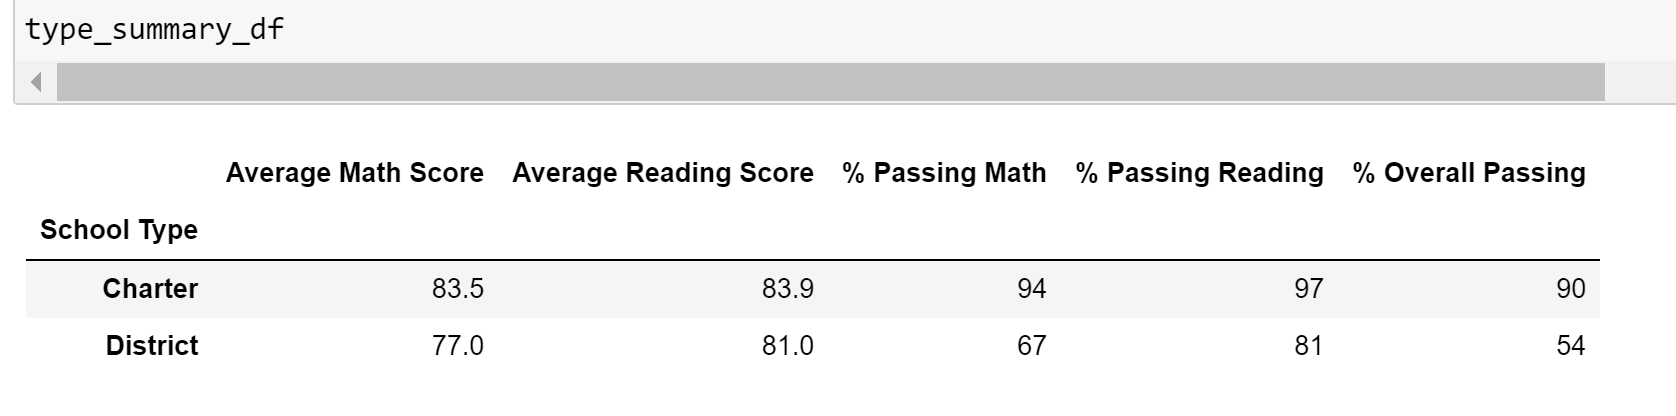 type_summary_df
Average Math Score Average Reading Score % Passing Math % Passing Reading % Overall Passing
School Type
Charter 83.5 83.9 94 97 90
District 77.0 81.0 67 81 54